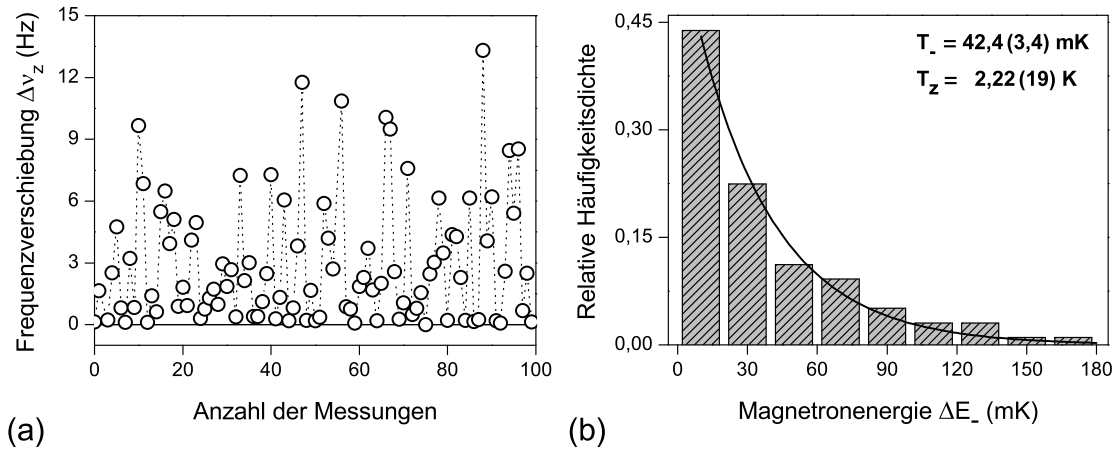 15
12
9
6
3
0
Frequenzverschiebung Δν_z (Hz)
0 20 40 60 80 100
Anzahl der Messungen
(a)
0,45
0,30
0,15
0,00
Relative Häufigkeitsdichte
T_- = 42,4 (3,4) mK
T_z = 2,22 (19) K
0 30 60 90 120 150 180
Magnetronenergie ΔE_- (mK)
(b)